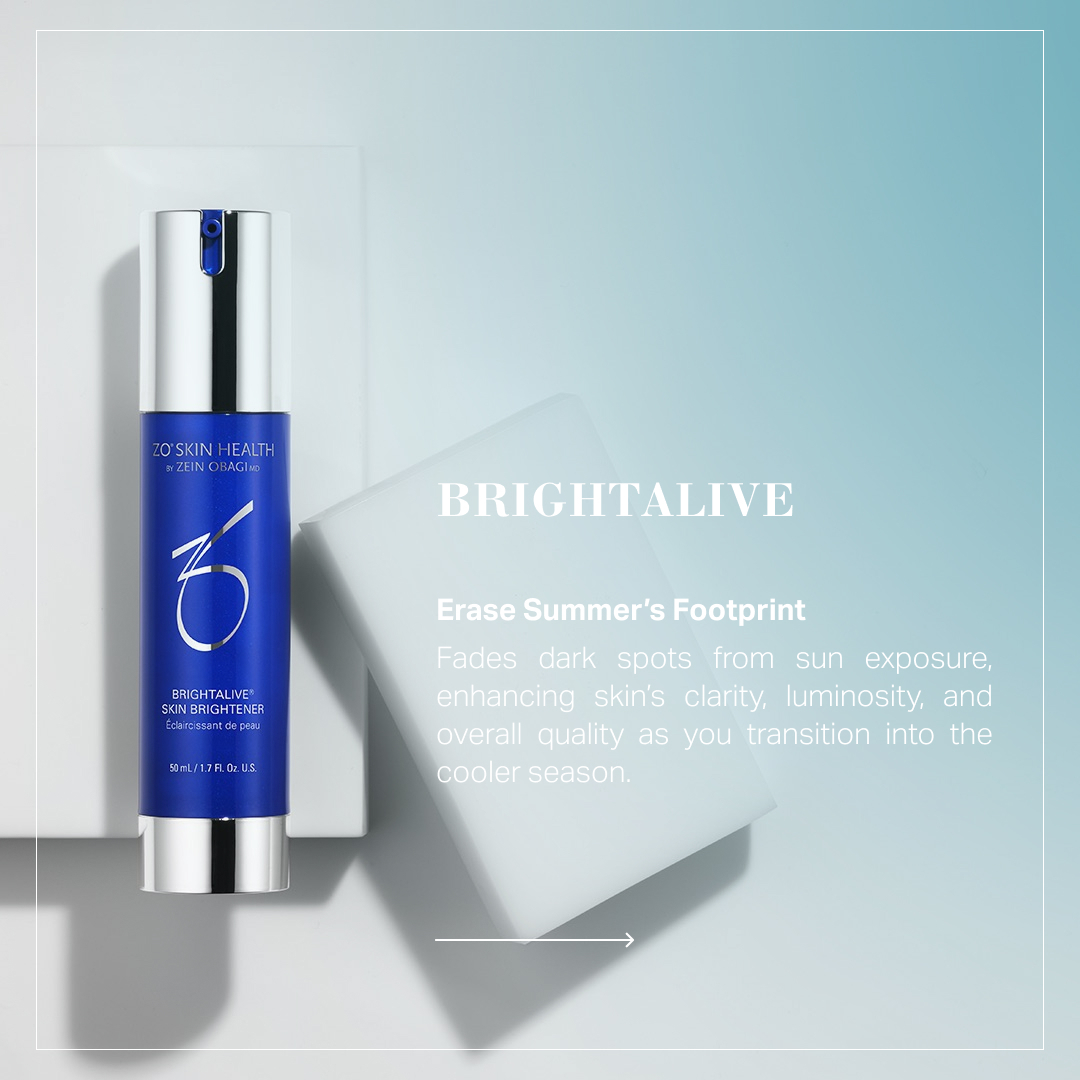 ZO® SKIN HEALTH
BY ZEIN OBAGI MD
BRIGHTALIVE®
SKIN BRIGHTENER
Éclaircissant de peau
50 mL / 1.7 Fl. Oz. U.S.
BRIGHTALIVE
Erase Summer's Footprint
Fades dark spots from sun exposure,
enhancing skin's clarity, luminosity, and
overall quality as you transition into the
cooler season.